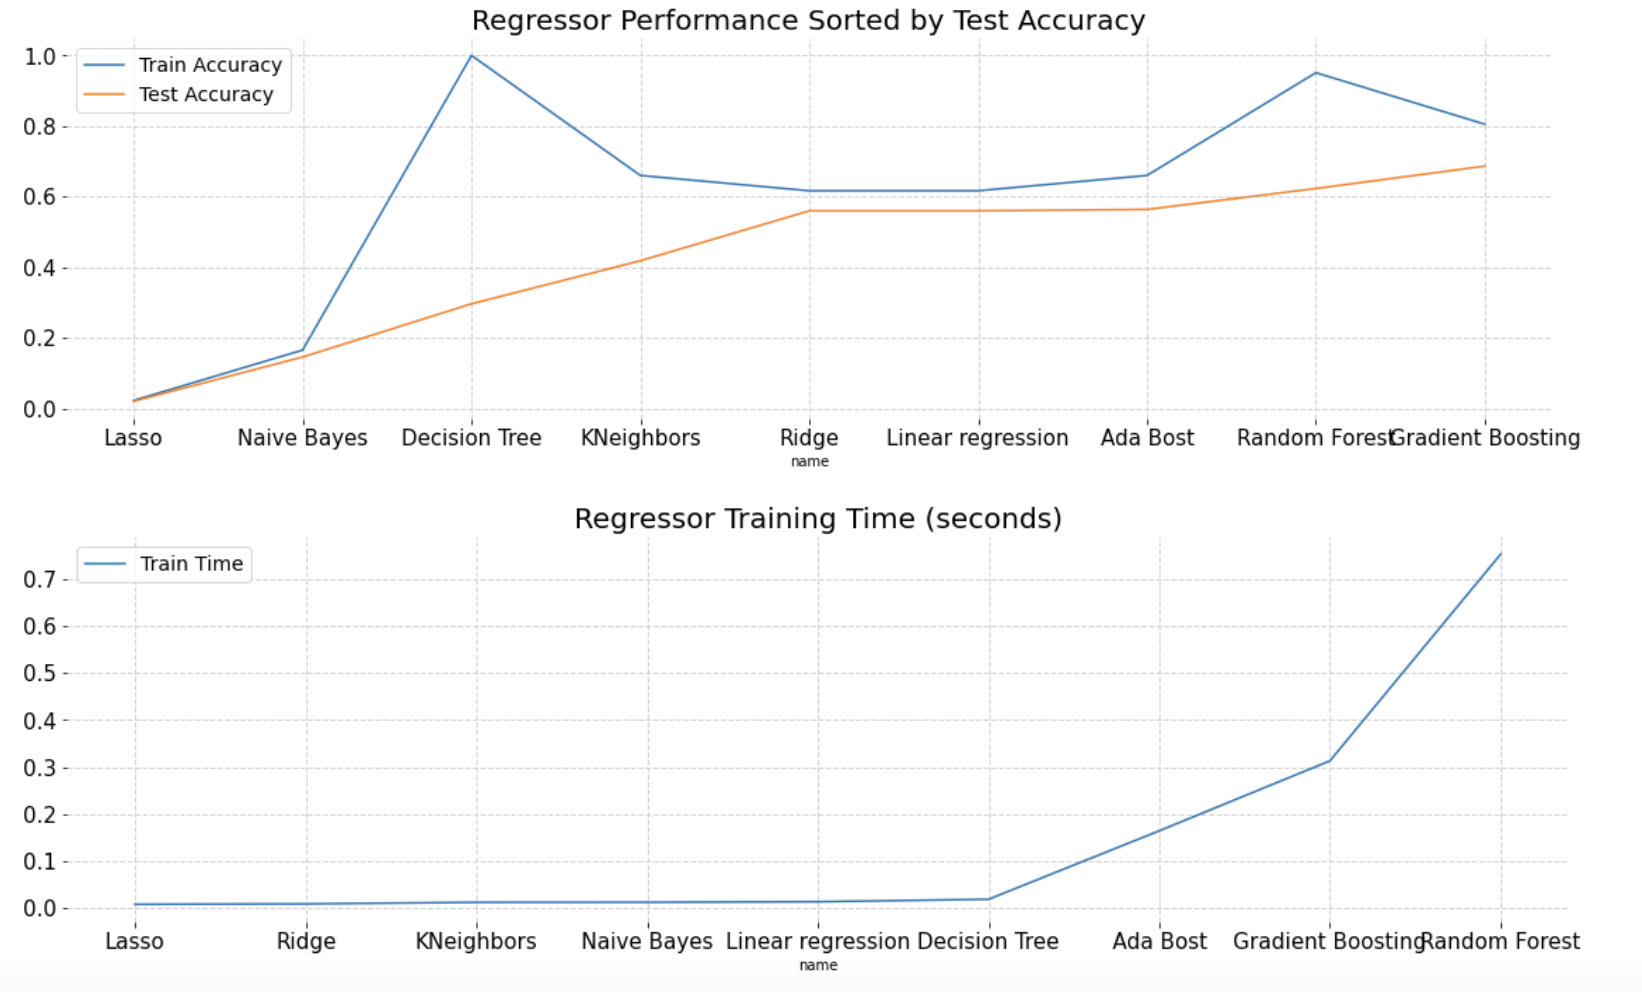 Regressor Performance Sorted by Test Accuracy
Train Accuracy
Test Accuracy
1.0
0.8
0.6
0.4
0.2
0.0
Lasso Naive Bayes Decision Tree KNeighbors Ridge Linear regression Ada Bost Random Forest Gradient Boosting
name
Regressor Training Time (seconds)
Train Time
0.7
0.6
0.5
0.4
0.3
0.2
0.1
0.0
Lasso Ridge KNeighbors Naive Bayes Linear regression Decision Tree Ada Bost Gradient Boosting Random Forest
name